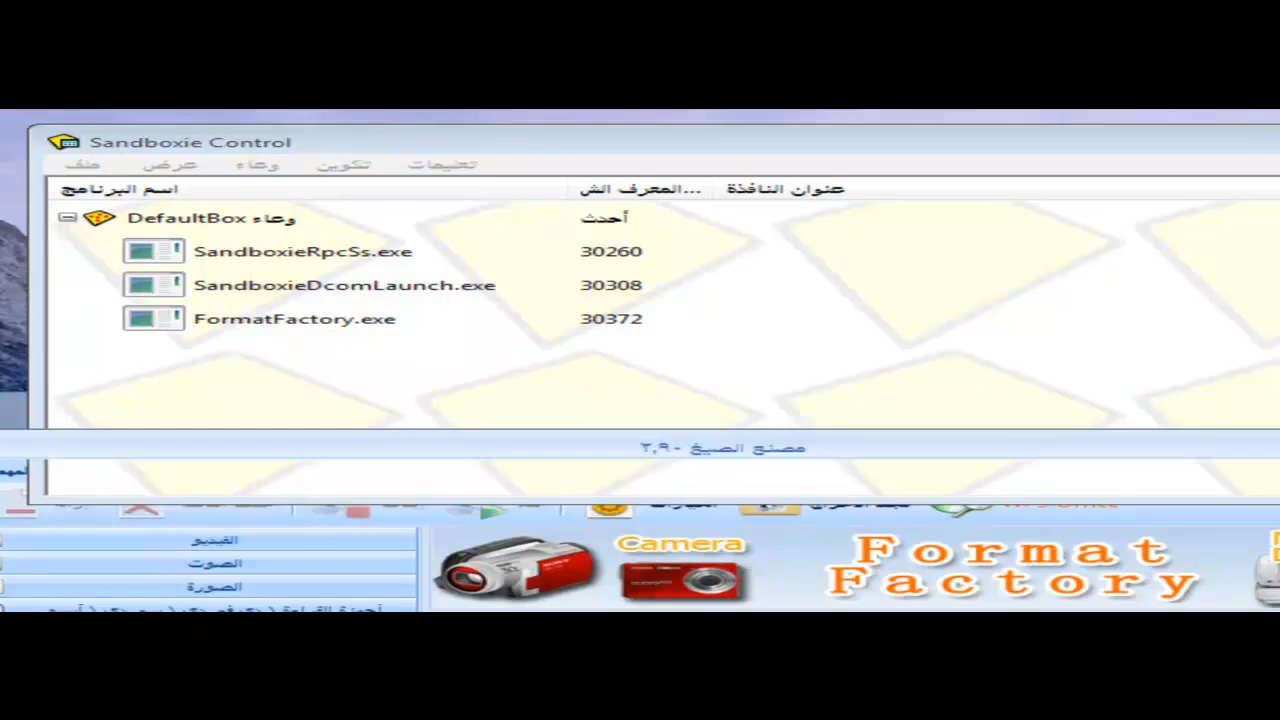 Sandboxie Control
ملف عرض وعاء تكوين تعليمات
اسم البرنامج المعرف الش... عنوان النافذة
وعاء DefaultBox أحدث
SandboxieRpcSs.exe 30260
SandboxieDcomLaunch.exe 30308
FormatFactory.exe 30372
مصنع الصيغ ٢,٩٠
الفيديو
الصوت
الصورة
Camera
Format
Factory